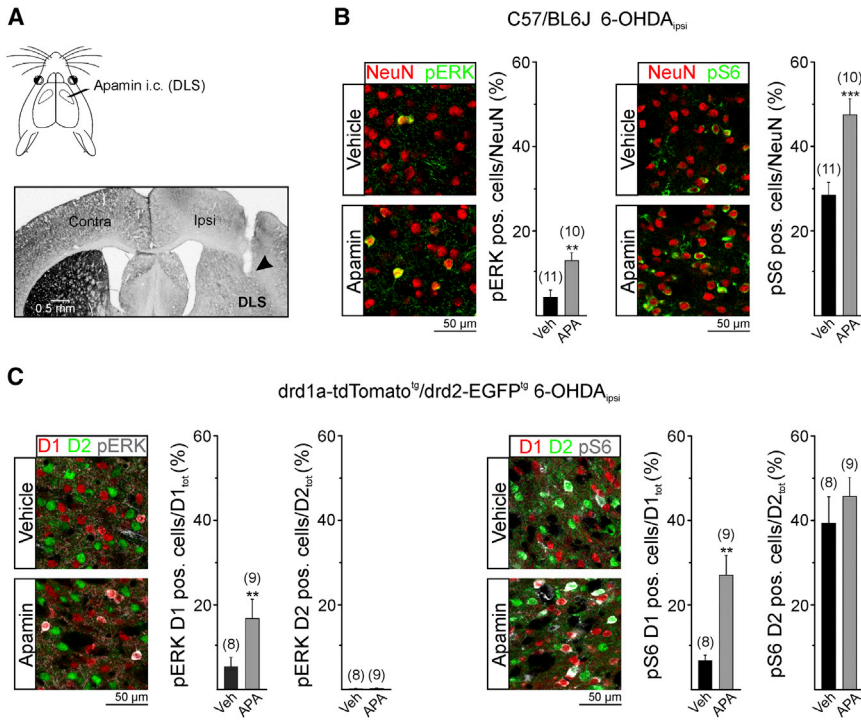 A
Apamin i.c. (DLS)
Contra
Ipsi
DLS
0.5 mm
B
C57/BL6J 6-OHDAipsi
NeuN pERK
Vehicle
Apamin
50 µm
pERK pos. cells/NeuN (%)
60
40
20
(11)
(10)
**
Veh
APA
NeuN pS6
Vehicle
Apamin
50 µm
pS6 pos. cells/NeuN (%)
60
40
20
(11)
(10)
***
Veh
APA
C
drd1a-tdTomatotg/drd2-EGFPtg 6-OHDAipsi
D1 D2 pERK
Vehicle
Apamin
50 µm
pERK D1 pos. cells/D1tot (%)
60
40
20
(8)
(9)
**
Veh
APA
pERK D2 pos. cells/D2tot (%)
60
40
20
(8)
(9)
Veh
APA
D1 D2 pS6
Vehicle
Apamin
50 µm
pS6 D1 pos. cells/D1tot (%)
60
40
20
(8)
(9)
**
Veh
APA
pS6 D2 pos. cells/D2tot (%)
60
40
20
(8)
(9)
Veh
APA